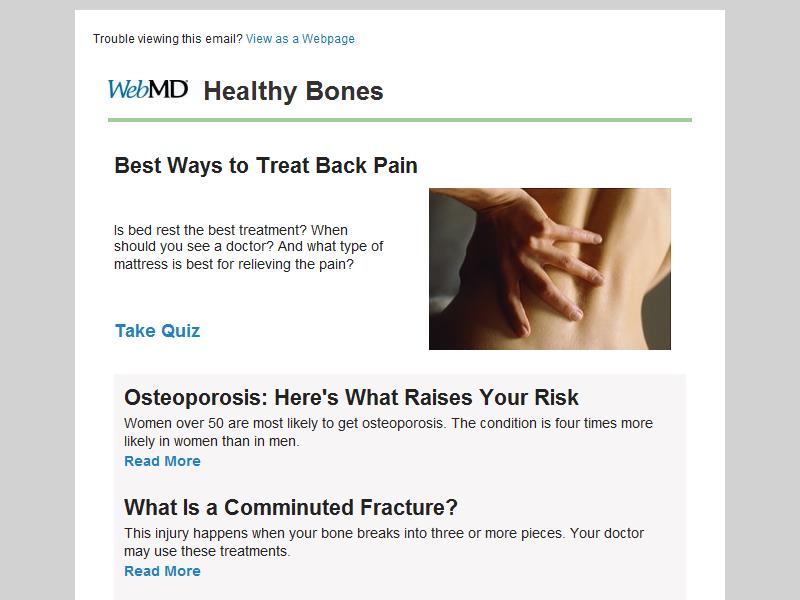 Trouble viewing this email? View as a Webpage
WebMD Healthy Bones
Best Ways to Treat Back Pain
Is bed rest the best treatment? When
should you see a doctor? And what type of
mattress is best for relieving the pain?
Take Quiz
Osteoporosis: Here's What Raises Your Risk
Women over 50 are most likely to get osteoporosis. The condition is four times more
likely in women than in men.
Read More
What Is a Comminuted Fracture?
This injury happens when your bone breaks into three or more pieces. Your doctor
may use these treatments.
Read More